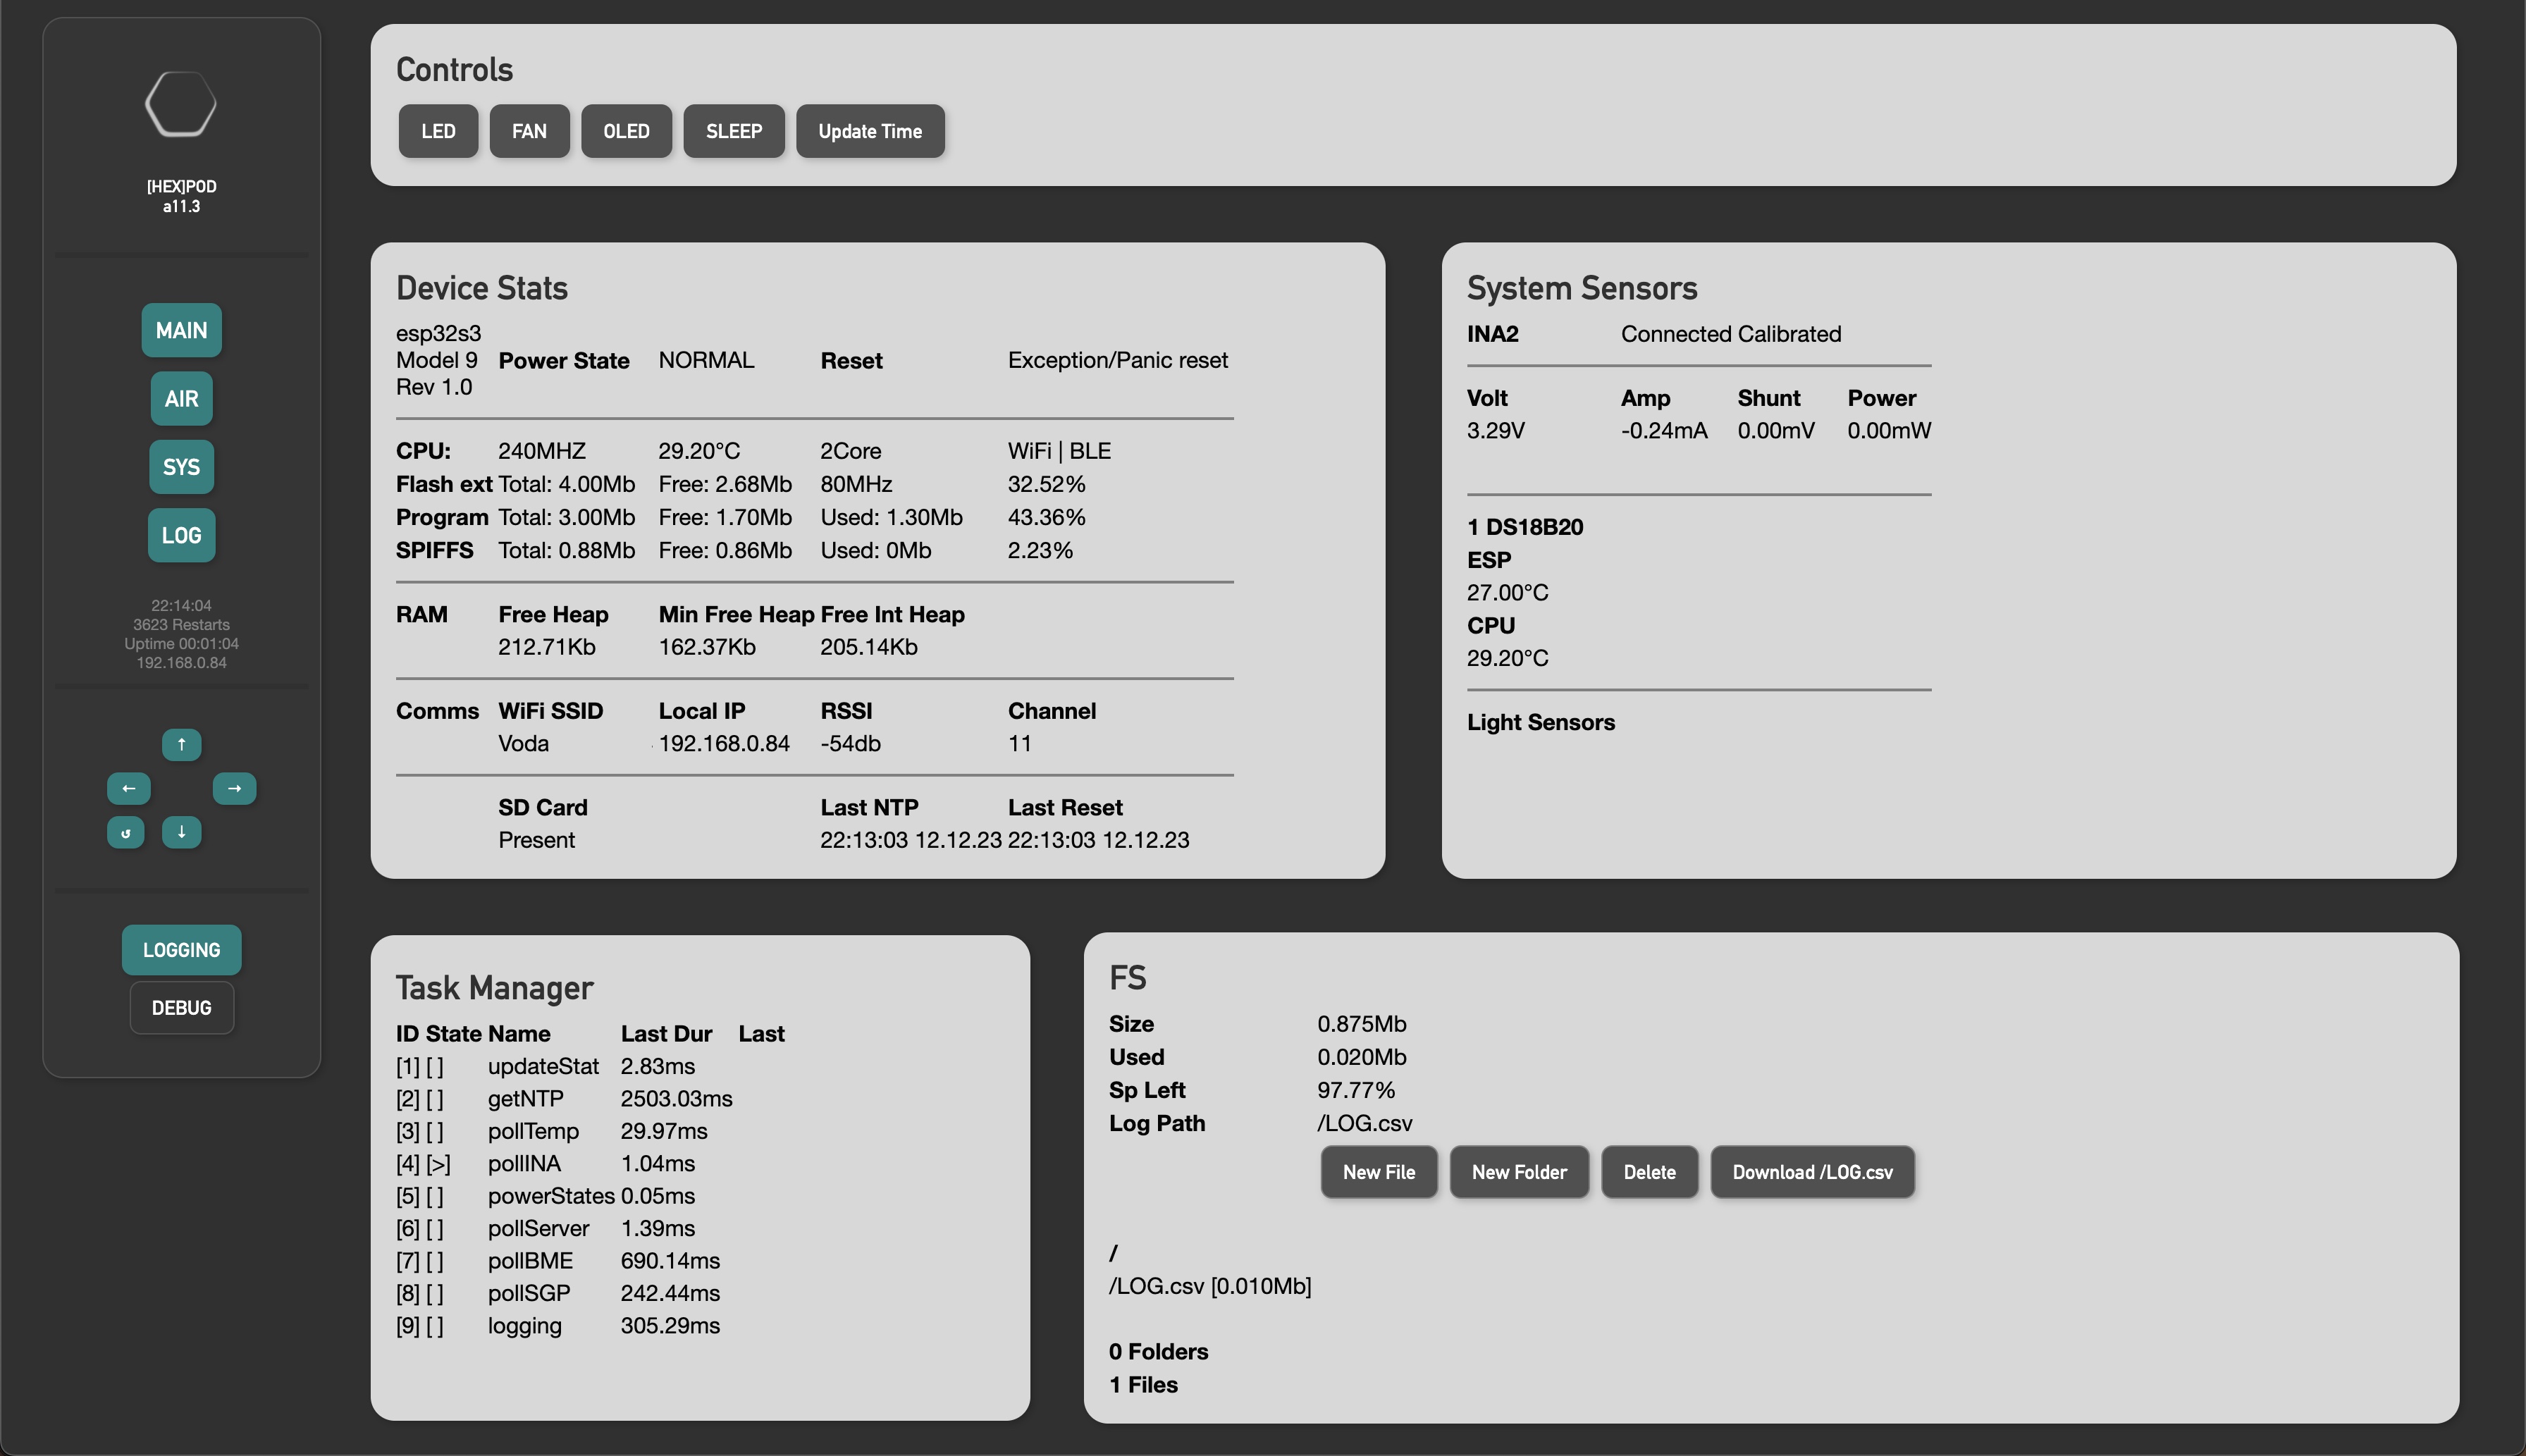 [HEX]POD
a11.3
MAIN
AIR
SYS
LOG
22:14:04
3623 Restarts
Uptime 00:01:04
192.168.0.84
↑
← →
↺ ↓
LOGGING
DEBUG
Controls
LED FAN OLED SLEEP Update Time
Device Stats
esp32s3
Model 9 Power State NORMAL Reset Exception/Panic reset
Rev 1.0
CPU: 240MHZ 29.20°C 2Core WiFi | BLE
Flash ext Total: 4.00Mb Free: 2.68Mb 80MHz 32.52%
Program Total: 3.00Mb Free: 1.70Mb Used: 1.30Mb 43.36%
SPIFFS Total: 0.88Mb Free: 0.86Mb Used: 0Mb 2.23%
RAM Free Heap Min Free Heap Free Int Heap
212.71Kb 162.37Kb 205.14Kb
Comms WiFi SSID Local IP RSSI Channel
Voda 192.168.0.84 -54db 11
SD Card Last NTP Last Reset
Present 22:13:03 12.12.23 22:13:03 12.12.23
System Sensors
INA2 Connected Calibrated
Volt Amp Shunt Power
3.29V -0.24mA 0.00mV 0.00mW
1 DS18B20
ESP
27.00°C
CPU
29.20°C
Light Sensors
Task Manager
ID State Name Last Dur Last
[1] [ ] updateStat 2.83ms
[2] [ ] getNTP 2503.03ms
[3] [ ] pollTemp 29.97ms
[4] [>] pollINA 1.04ms
[5] [ ] powerStates 0.05ms
[6] [ ] pollServer 1.39ms
[7] [ ] pollBME 690.14ms
[8] [ ] pollSGP 242.44ms
[9] [ ] logging 305.29ms
FS
Size 0.875Mb
Used 0.020Mb
Sp Left 97.77%
Log Path /LOG.csv
New File New Folder Delete Download /LOG.csv
/
/LOG.csv [0.010Mb]
0 Folders
1 Files